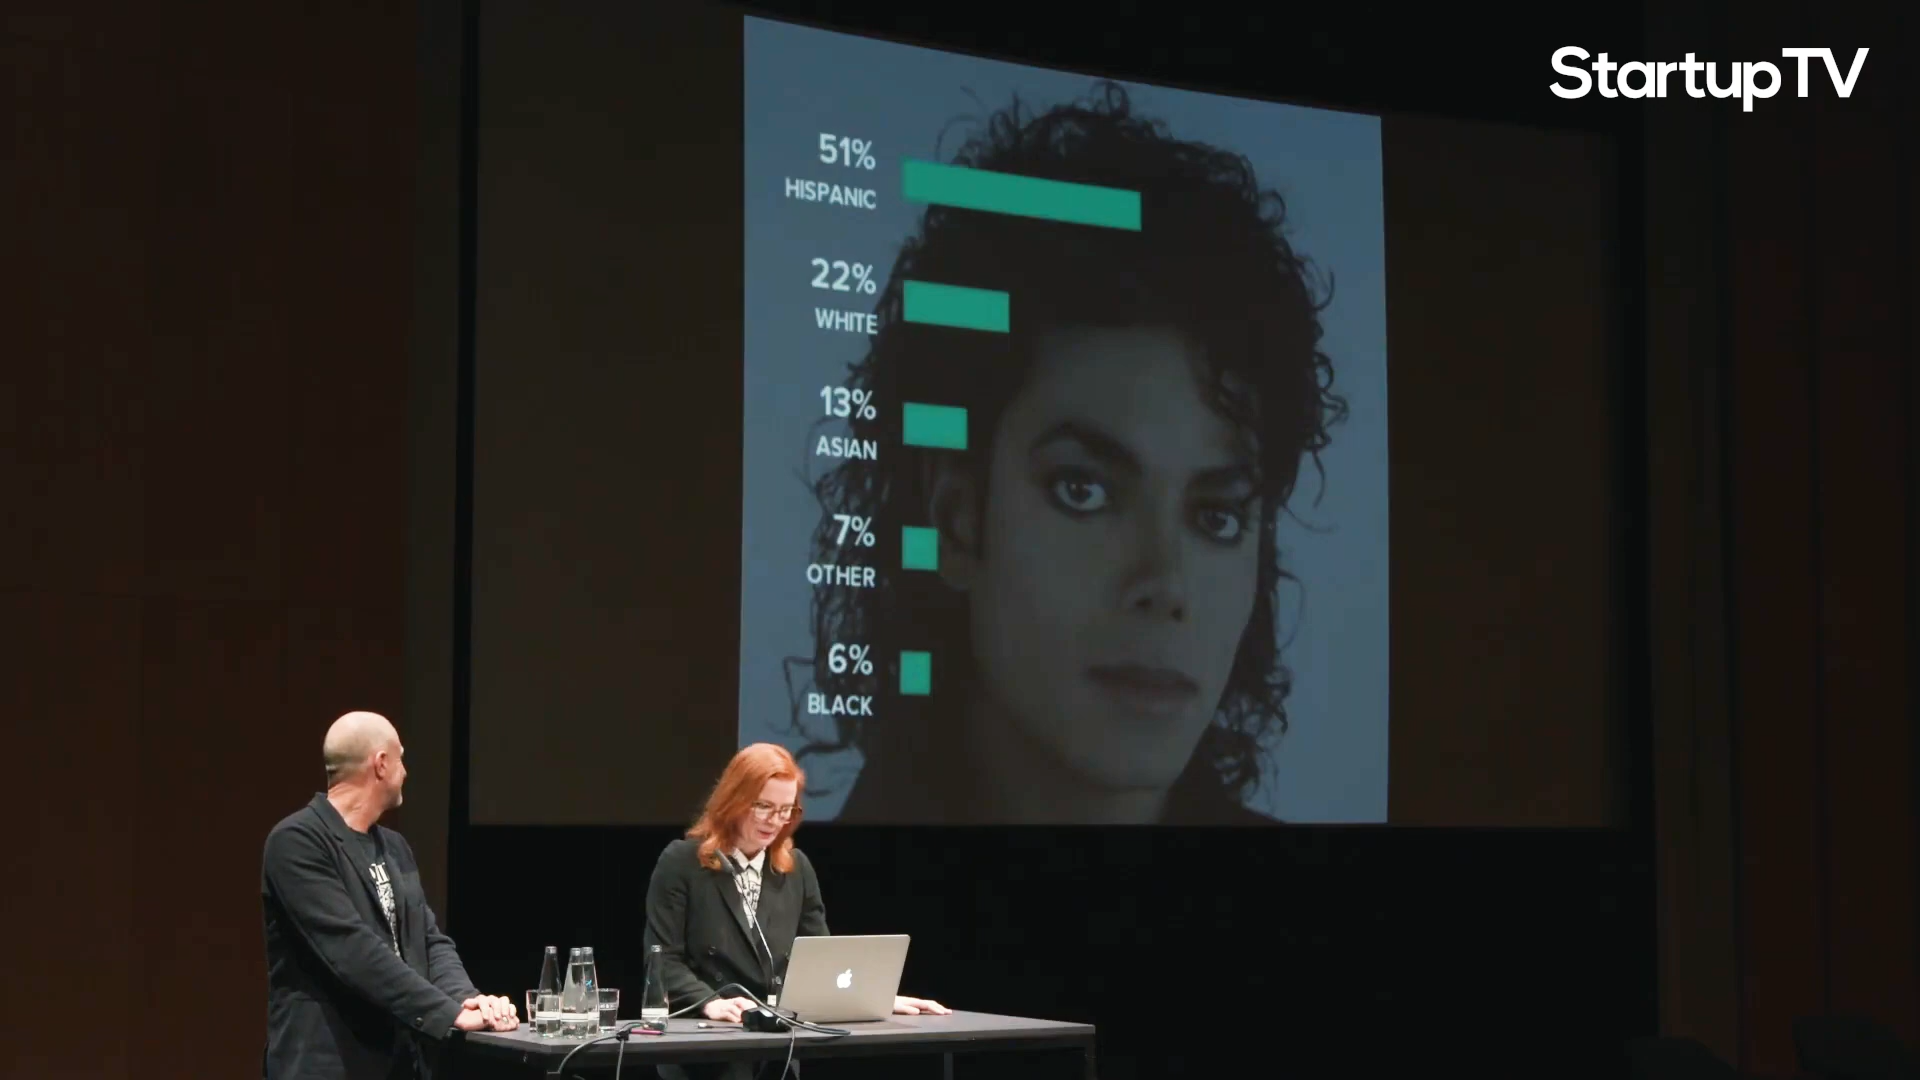 StartupTV
51%
HISPANIC
22%
WHITE
13%
ASIAN
7%
OTHER
6%
BLACK